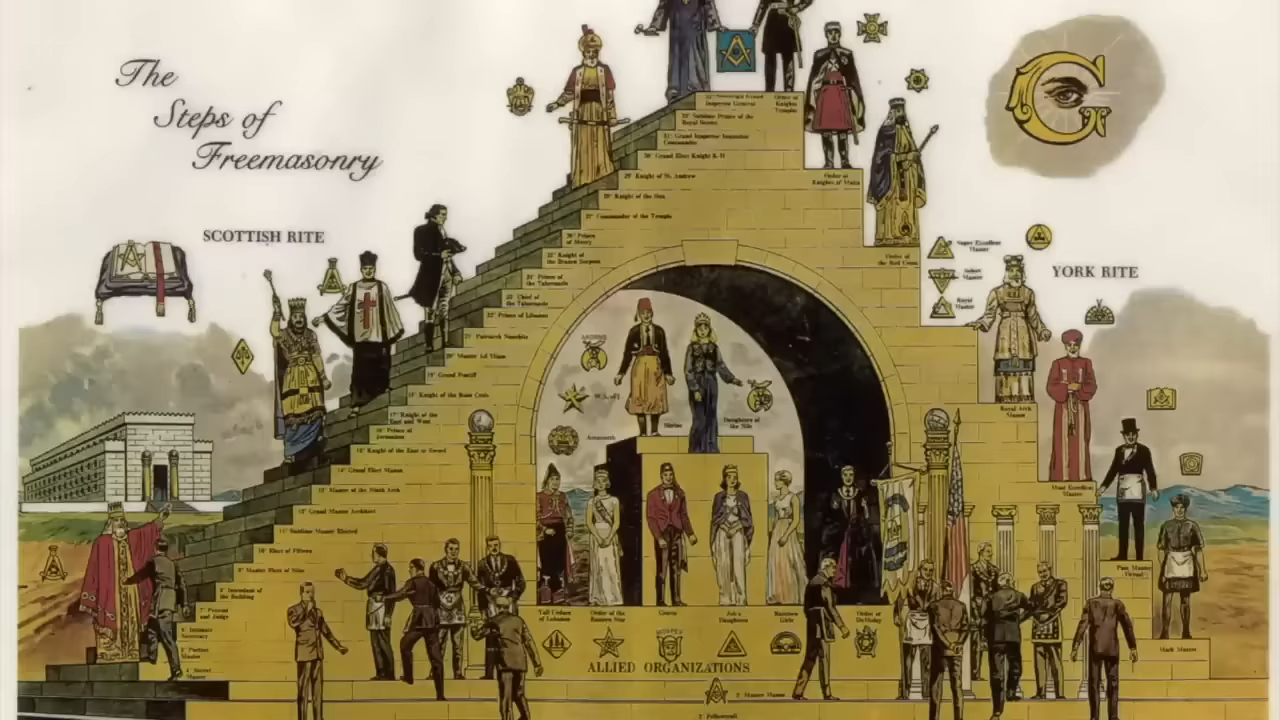 The
Steps of
Freemasonry
SCOTTISH RITE
YORK RITE
33° Sovereign Grand
Inspector General
32° Sublime Prince of the
Royal Secret
31° Grand Inspector Inquisitor
Commander
30° Grand Elect Knight K-H
29° Knight of St. Andrew
28° Knight of the Sun
27° Commander of the Temple
26° Prince
of Mercy
25° Knight of
the Brazen Serpent
24° Prince of
the Tabernacle
23° Chief of
the Tabernacle
22° Prince of Libanus
21° Patriarch Noachite
20° Master Ad Vitam
19° Grand Pontiff
18° Knight of the Rose Croix
17° Knight of the
East and West
16° Prince of
Jerusalem
15° Knight of the East or Sword
14° Grand Elect Mason
13° Master of the Ninth Arch
12° Grand Master Architect
11° Sublime Master Elected
10° Elect of Fifteen
9° Master Elect of Nine
8° Intendant of
the Building
7° Provost
and Judge
6° Intimate
Secretary
5° Perfect
Master
4° Secret
Master
Order of
Knights
Templar
Order of
Knights of Malta
Order of
the Red Cross
Super Excellent
Master
Select
Master
Royal
Master
Royal Arch
Mason
Most Excellent
Master
Past Master
Virtual
Mark Master
Amaranth
Shrine
Daughters of
the Nile
Tall Cedars
of Lebanon
Order of the
Eastern Star
Grotto
Job's
Daughters
Rainbow
Girls
Order of
DeMolay
ALLIED ORGANIZATIONS
3° Master Mason
2° Fellowcraft